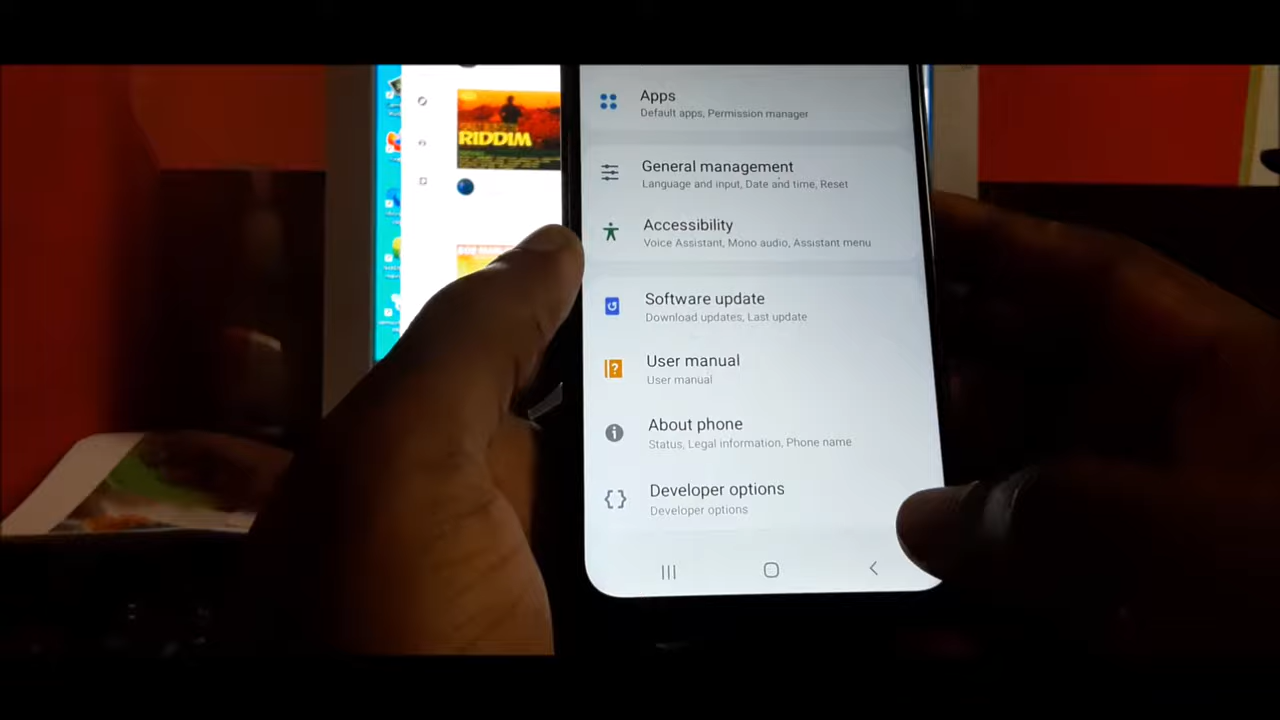 RIDDIM
Apps
Default apps, Permission manager
General management
Language and input, Date and time, Reset
Accessibility
Voice Assistant, Mono audio, Assistant menu
Software update
Download updates, Last update
User manual
User manual
About phone
Status, Legal information, Phone name
Developer options
Developer options